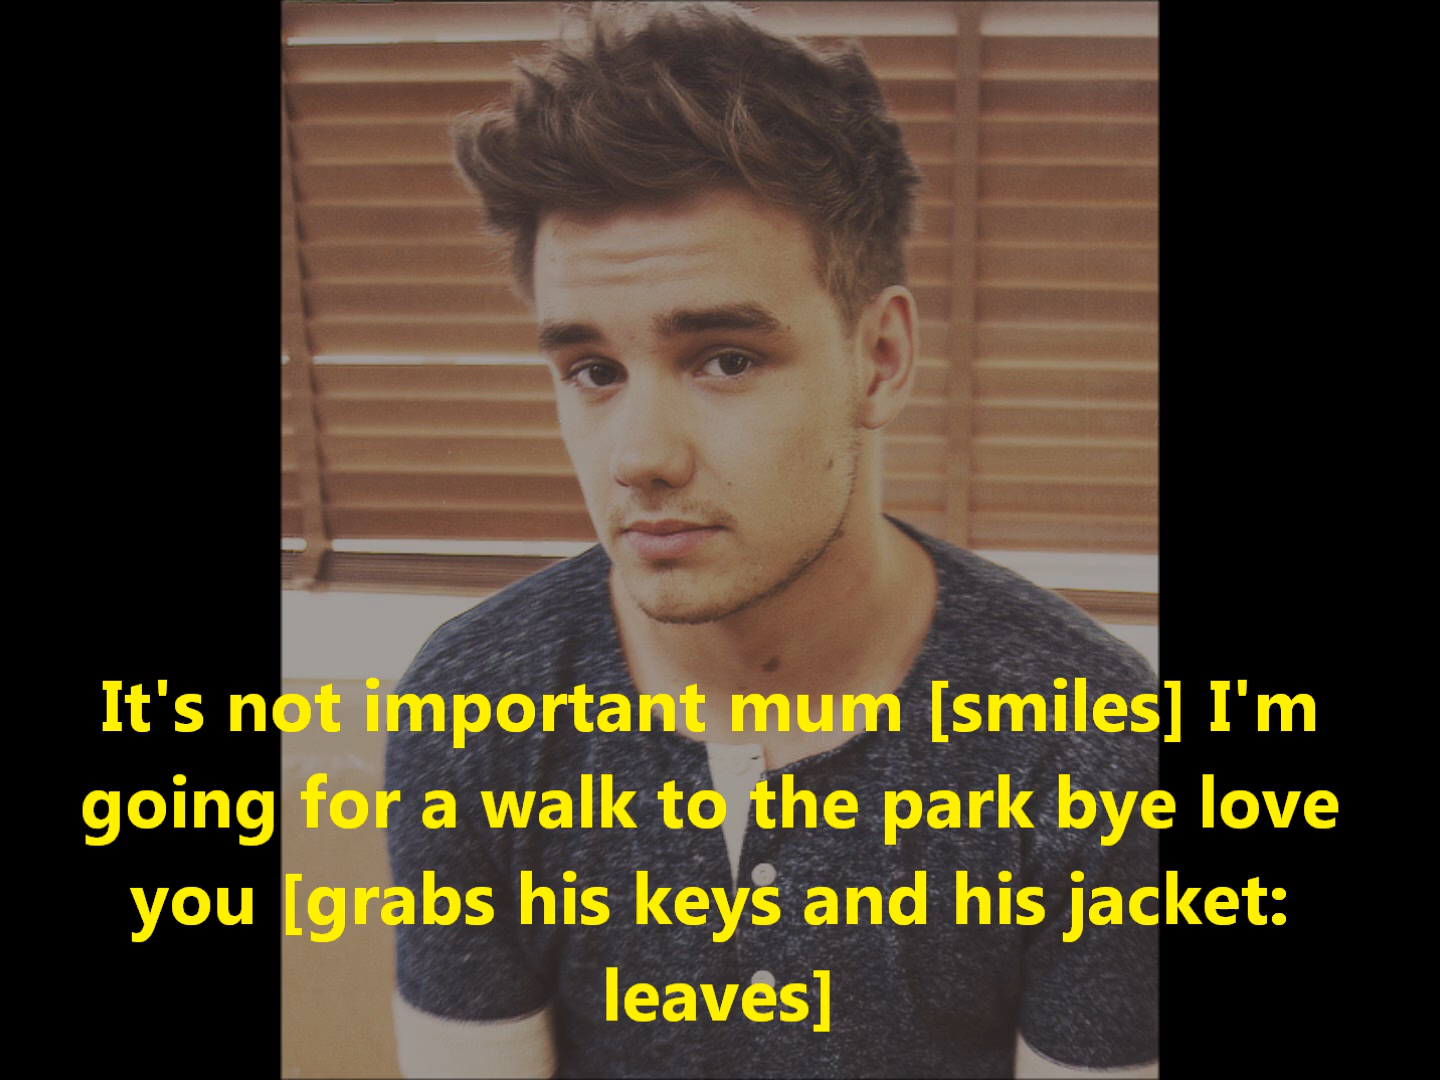 It's not important mum [smiles] I'm
going for a walk to the park bye love
you [grabs his keys and his jacket:
leaves]